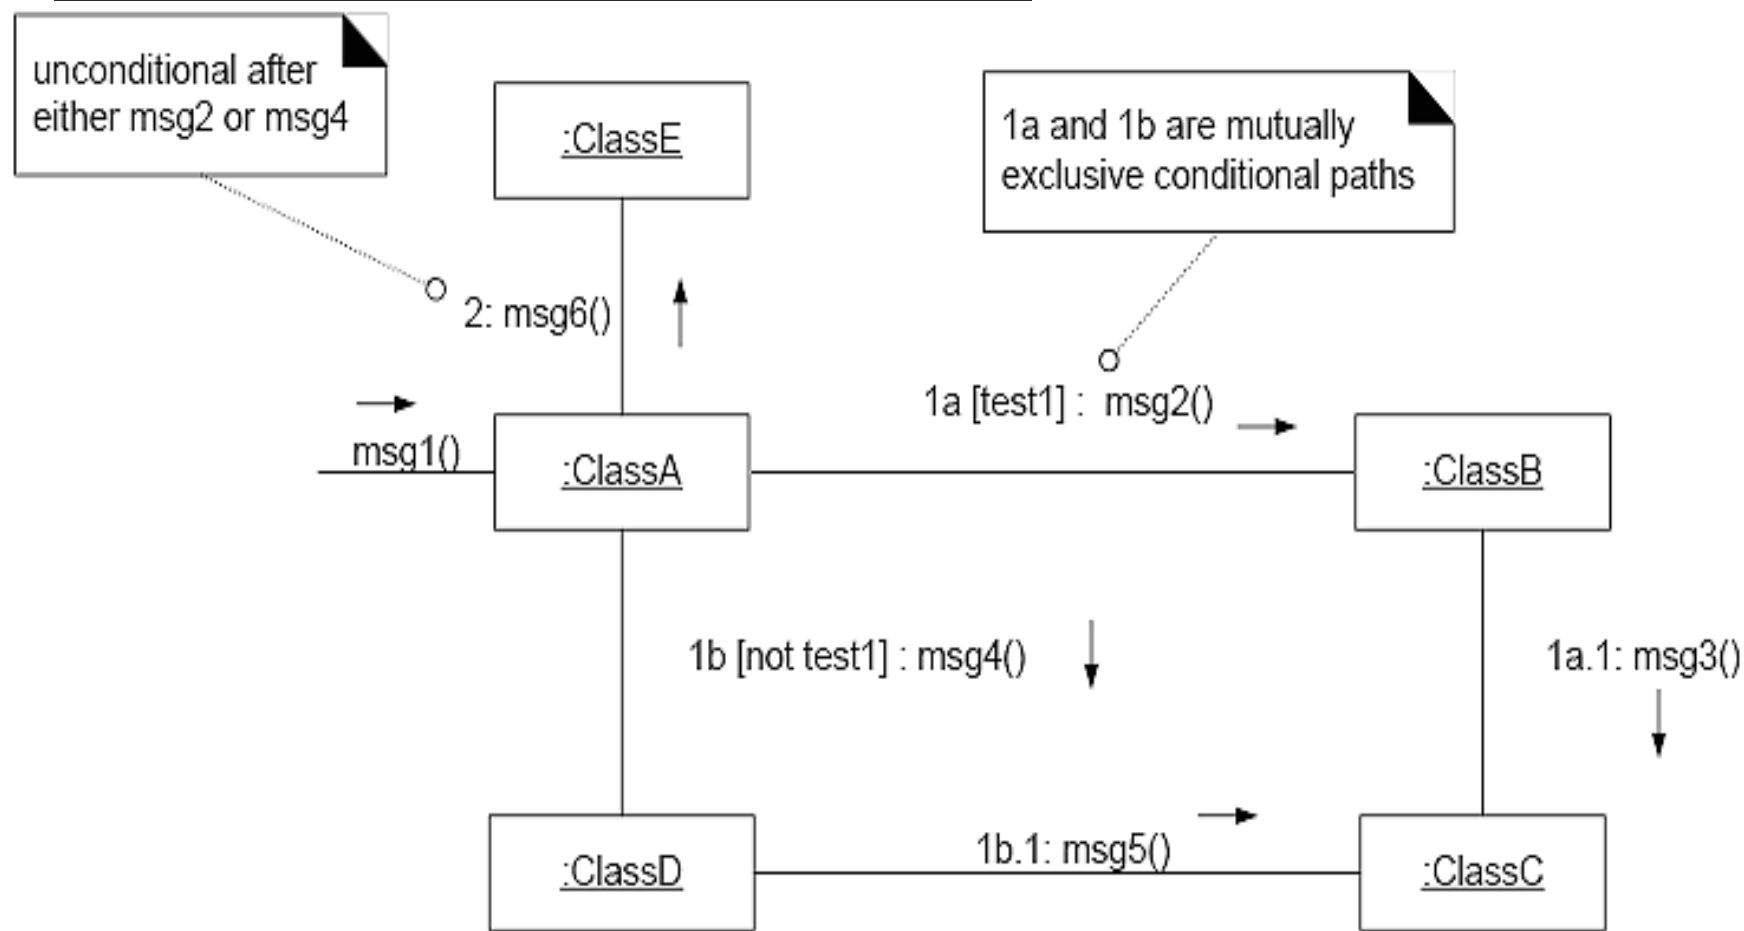 unconditional after
either msg2 or msg4
:ClassE
1a and 1b are mutually
exclusive conditional paths
2: msg6()
1a [test1] : msg2()
msg1()
:ClassA
:ClassB
1b [not test1] : msg4()
1a.1: msg3()
1b.1: msg5()
:ClassD
:ClassC